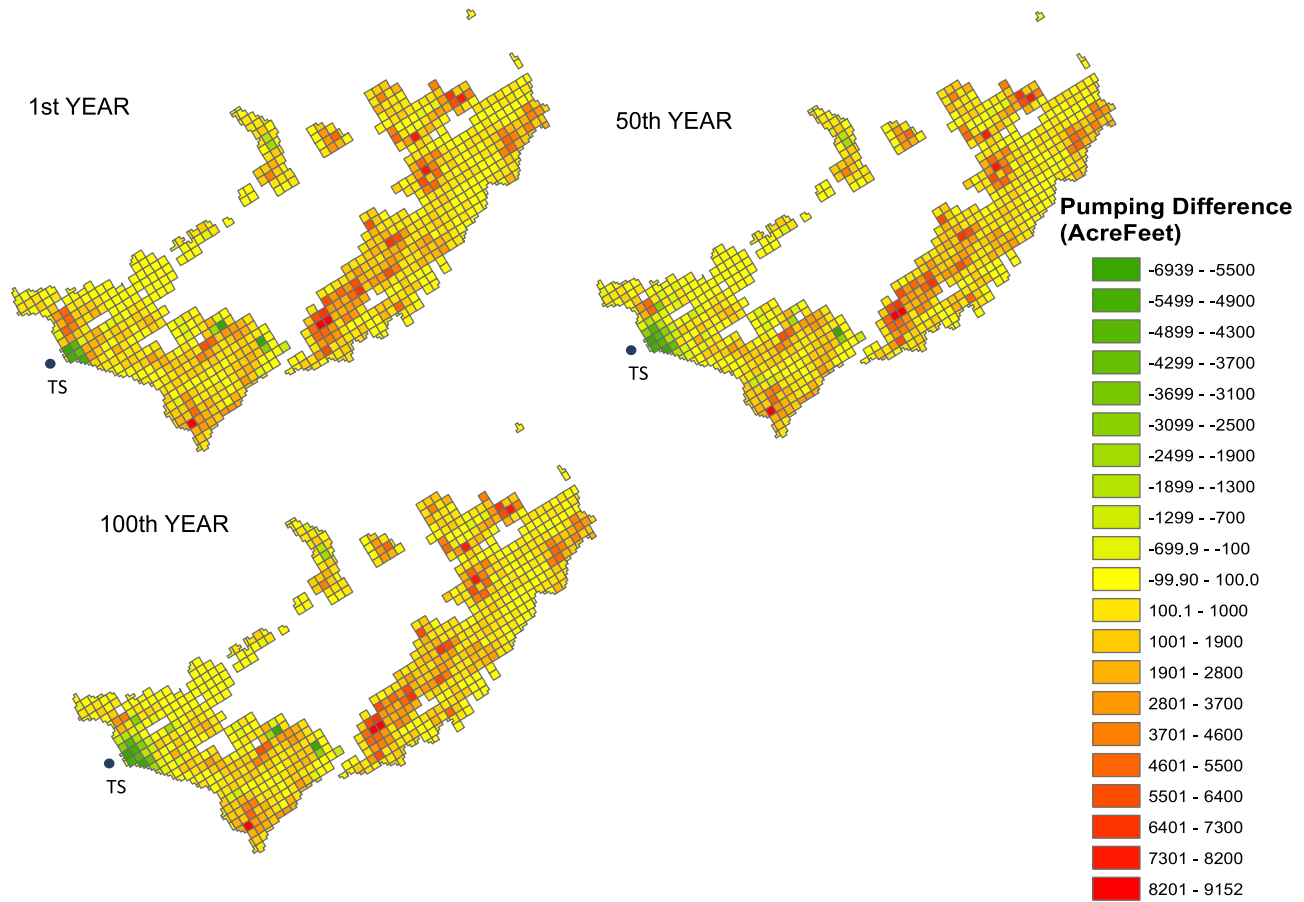 1st YEAR
50th YEAR
TS
TS
100th YEAR
TS
Pumping Difference
(AcreFeet)
-6939 - -5500
-5499 - -4900
-4899 - -4300
-4299 - -3700
-3699 - -3100
-3099 - -2500
-2499 - -1900
-1899 - -1300
-1299 - -700
-699.9 - -100
-99.90 - 100.0
100.1 - 1000
1001 - 1900
1901 - 2800
2801 - 3700
3701 - 4600
4601 - 5500
5501 - 6400
6401 - 7300
7301 - 8200
8201 - 9152